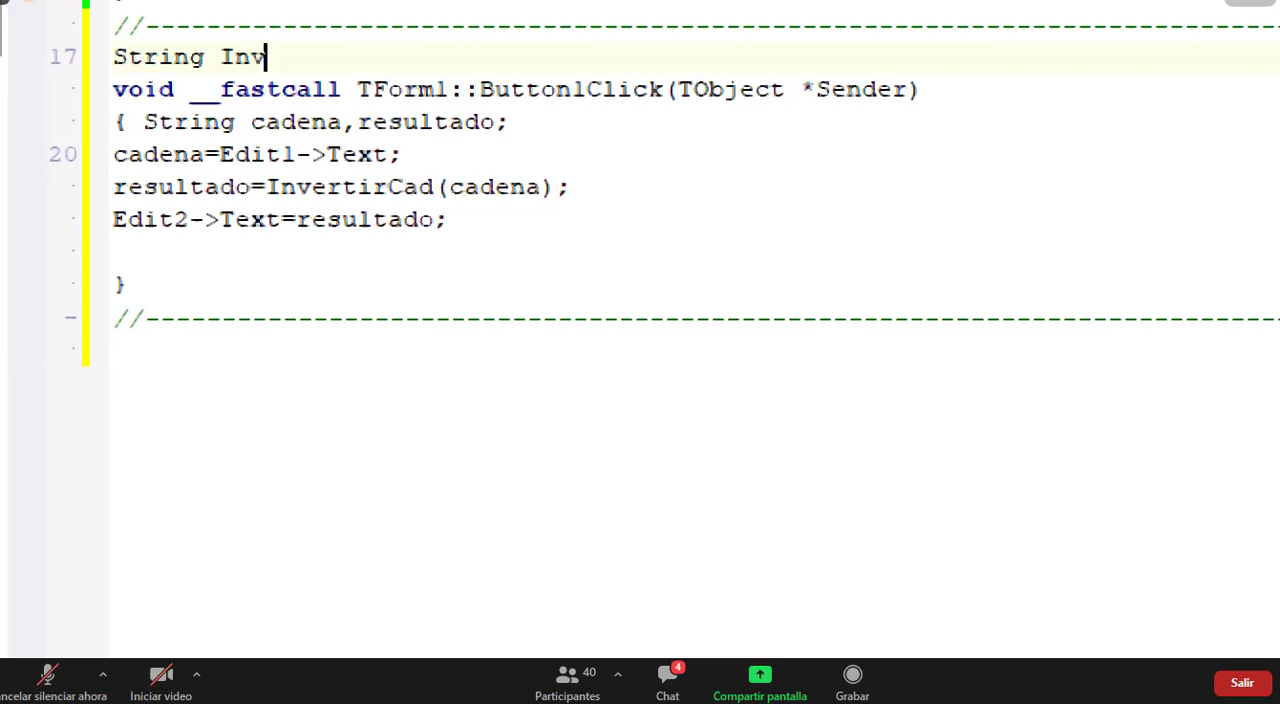 //--------------------------------------------------------------------------
17 String Inv
void __fastcall TForm1::Button1Click(TObject *Sender)
{ String cadena,resultado;
20 cadena=Edit1->Text;
resultado=InvertirCad(cadena);
Edit2->Text=resultado;
}
//--------------------------------------------------------------------------
ancelar silenciar ahora
Iniciar video
40
Participantes
4
Chat
Compartir pantalla
Grabar
Salir